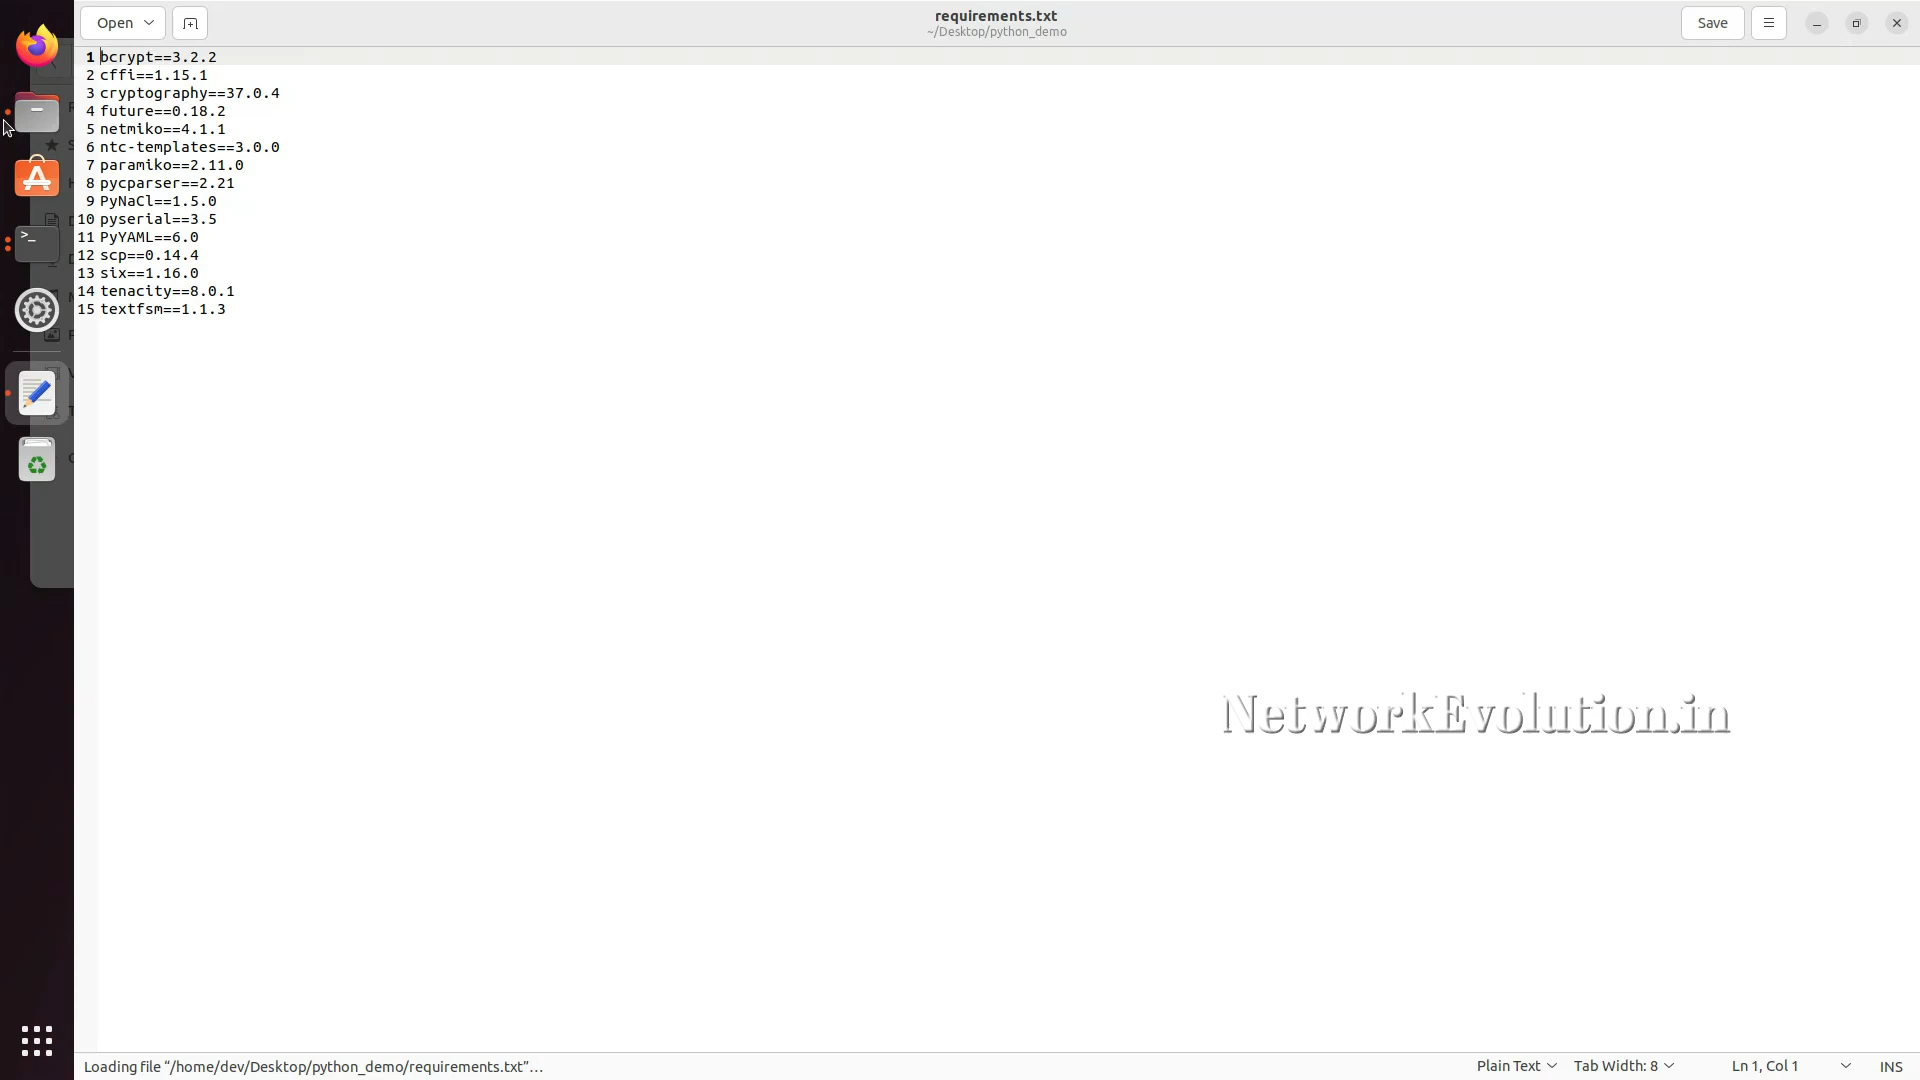 Open
requirements.txt
~/Desktop/python_demo
Save
1 bcrypt==3.2.2
2 cffi==1.15.1
3 cryptography==37.0.4
4 future==0.18.2
5 netmiko==4.1.1
6 ntc-templates==3.0.0
7 paramiko==2.11.0
8 pycparser==2.21
9 PyNaCl==1.5.0
10 pyserial==3.5
11 PyYAML==6.0
12 scp==0.14.4
13 six==1.16.0
14 tenacity==8.0.1
15 textfsm==1.1.3
NetworkEvolution.in
Loading file “/home/dev/Desktop/python_demo/requirements.txt”…
Plain Text
Tab Width: 8
Ln 1, Col 1
INS